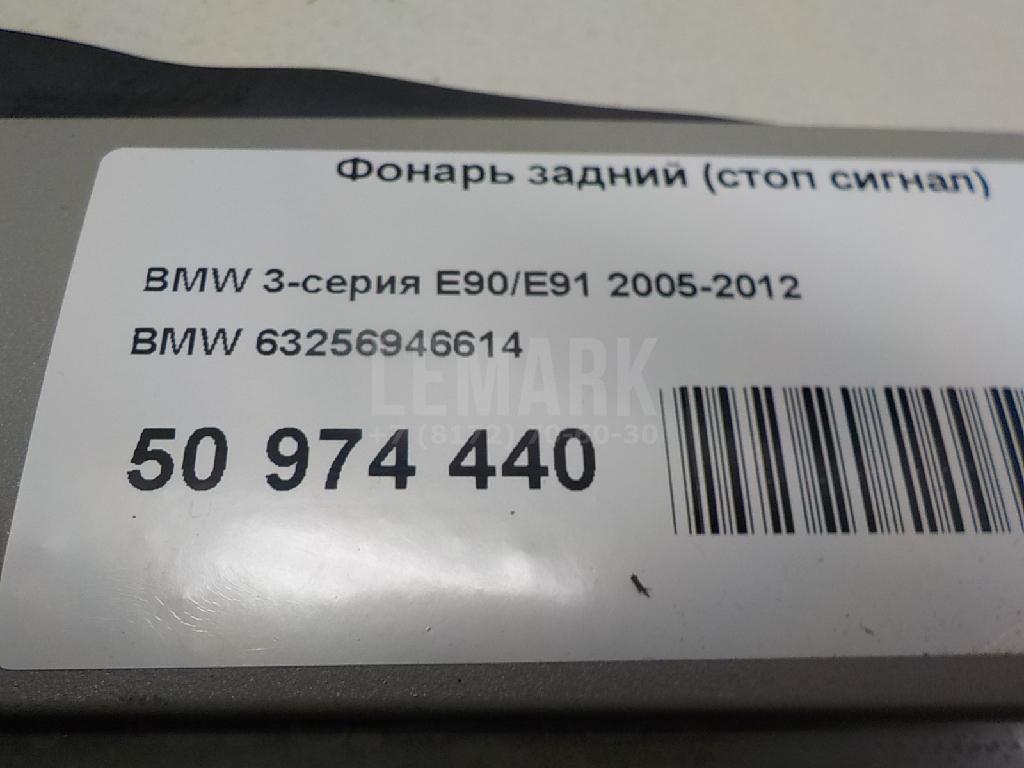 Фонарь задний (стоп сигнал)
BMW 3-серия E90/E91 2005-2012
BMW 63256946614
LEMARK
50 974 440